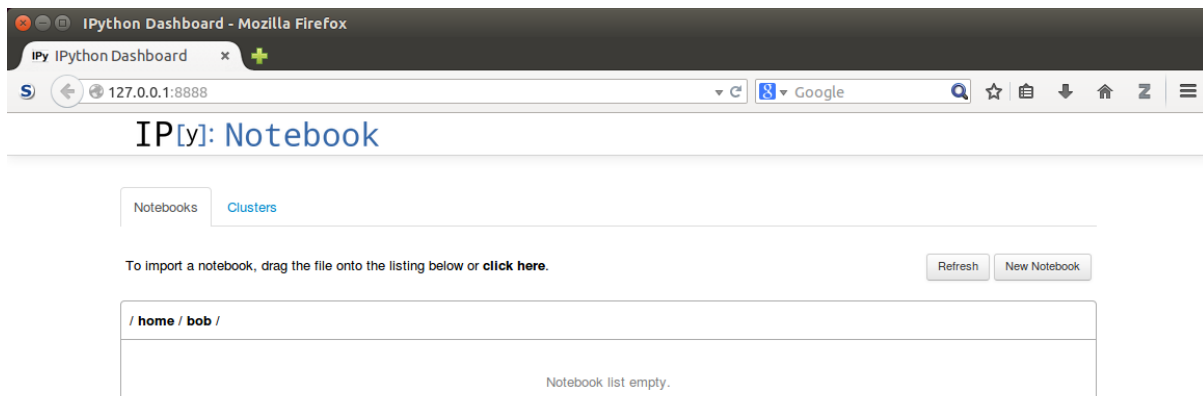 IPython Dashboard - Mozilla Firefox
IPy IPython Dashboard
S 127.0.0.1:8888 8 Google Z
IP[y]: Notebook
Notebooks Clusters
To import a notebook, drag the file onto the listing below or click here. Refresh New Notebook
/ home / bob /
Notebook list empty.